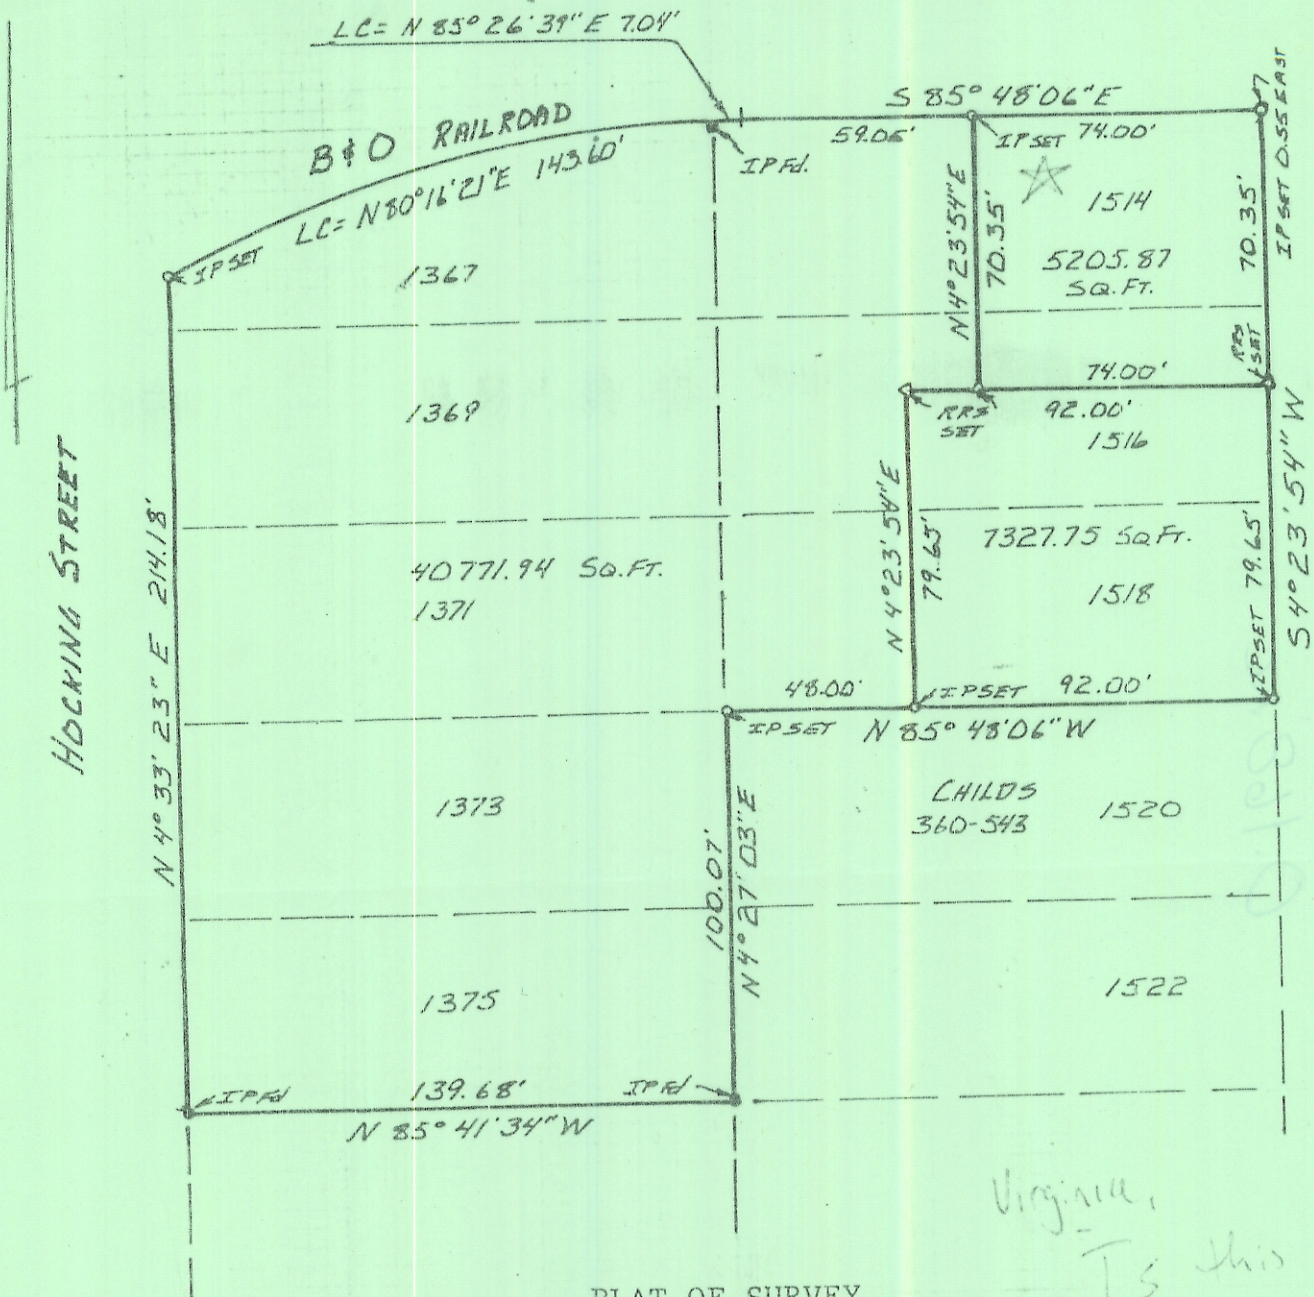 LC= N 85° 26' 39" E 7.04'
S 85° 48' 06" E
B & O RAILROAD
LC= N 80° 16' 21" E 143.60'
59.06'
74.00'
IP SET
IP Fd.
IP SET 0.55 EAST
IP SET
N 4° 23' 54" E
70.35'
70.35'
1514
5205.87
SQ. FT.
1367
RRS
SET
74.00'
92.00'
RRS
SET
1369
1516
HOCKING STREET
N 4° 33' 23" E 214.18'
N 4° 23' 54" E
79.65'
7327.75 SQ. FT.
1518
IP SET 79.65'
S 4° 23' 54" W
40771.94 SQ. FT.
1371
48.00'
IP SET
92.00'
IP SET
N 85° 48' 06" W
1373
CHILDS
360-543
1520
100.07'
N 4° 27' 03" E
1375
1522
IP Fd
139.68'
IP Fd
N 85° 41' 34" W
Virginia,
Is this
PLAT OF SURVEY